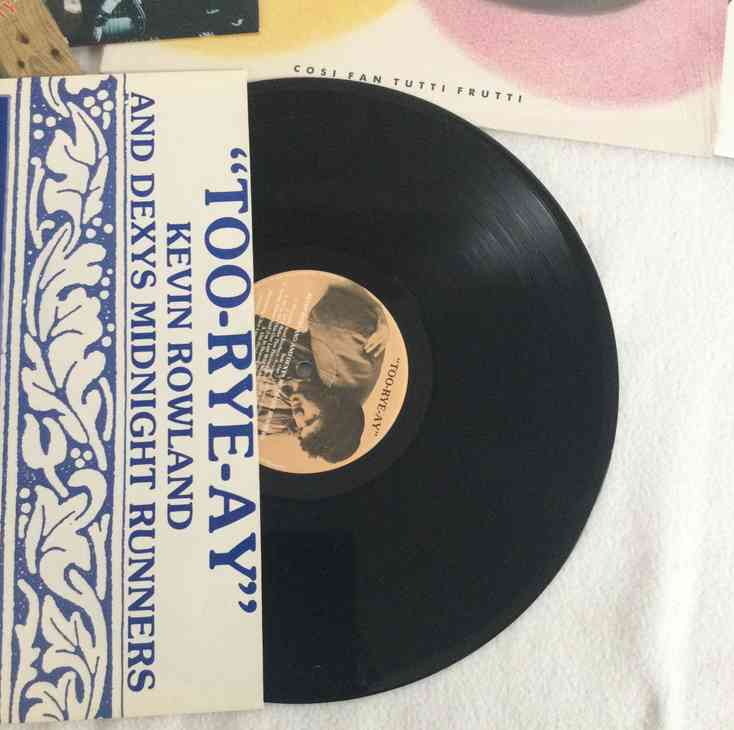 COSI FAN TUTTI FRUTTI
“TOO-RYE-AY”
KEVIN ROWLAND
AND DEXYS MIDNIGHT RUNNERS
“TOO-RYE-AY”